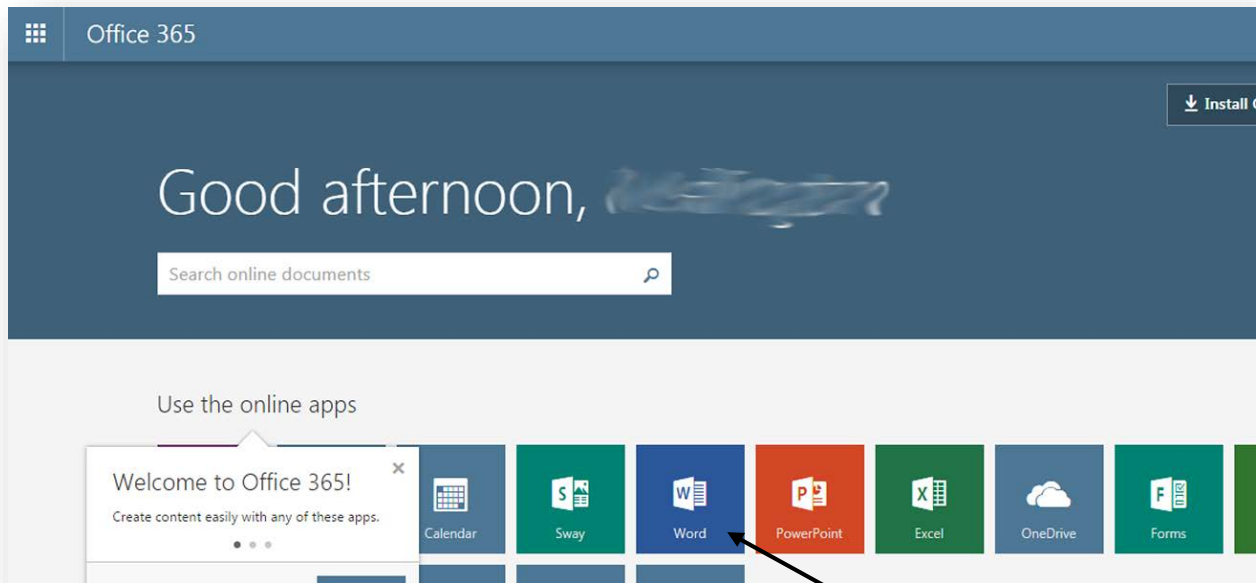 Office 365
Install
Good afternoon,
Search online documents
Use the online apps
Welcome to Office 365!
Create content easily with any of these apps.
Calendar
Sway
Word
PowerPoint
Excel
OneDrive
Forms